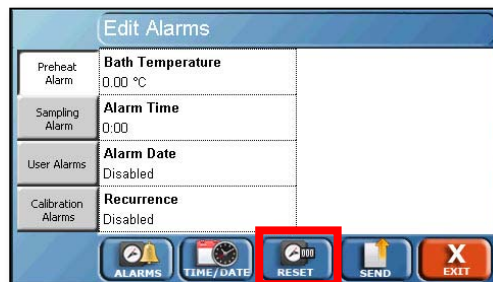 Edit Alarms
Preheat
Alarm
Bath Temperature
0.00 °C
Sampling
Alarm
Alarm Time
0:00
User Alarms
Alarm Date
Disabled
Calibration
Alarms
Recurrence
Disabled
ALARMS
TIME/DATE
000
RESET
SEND
X
EXIT